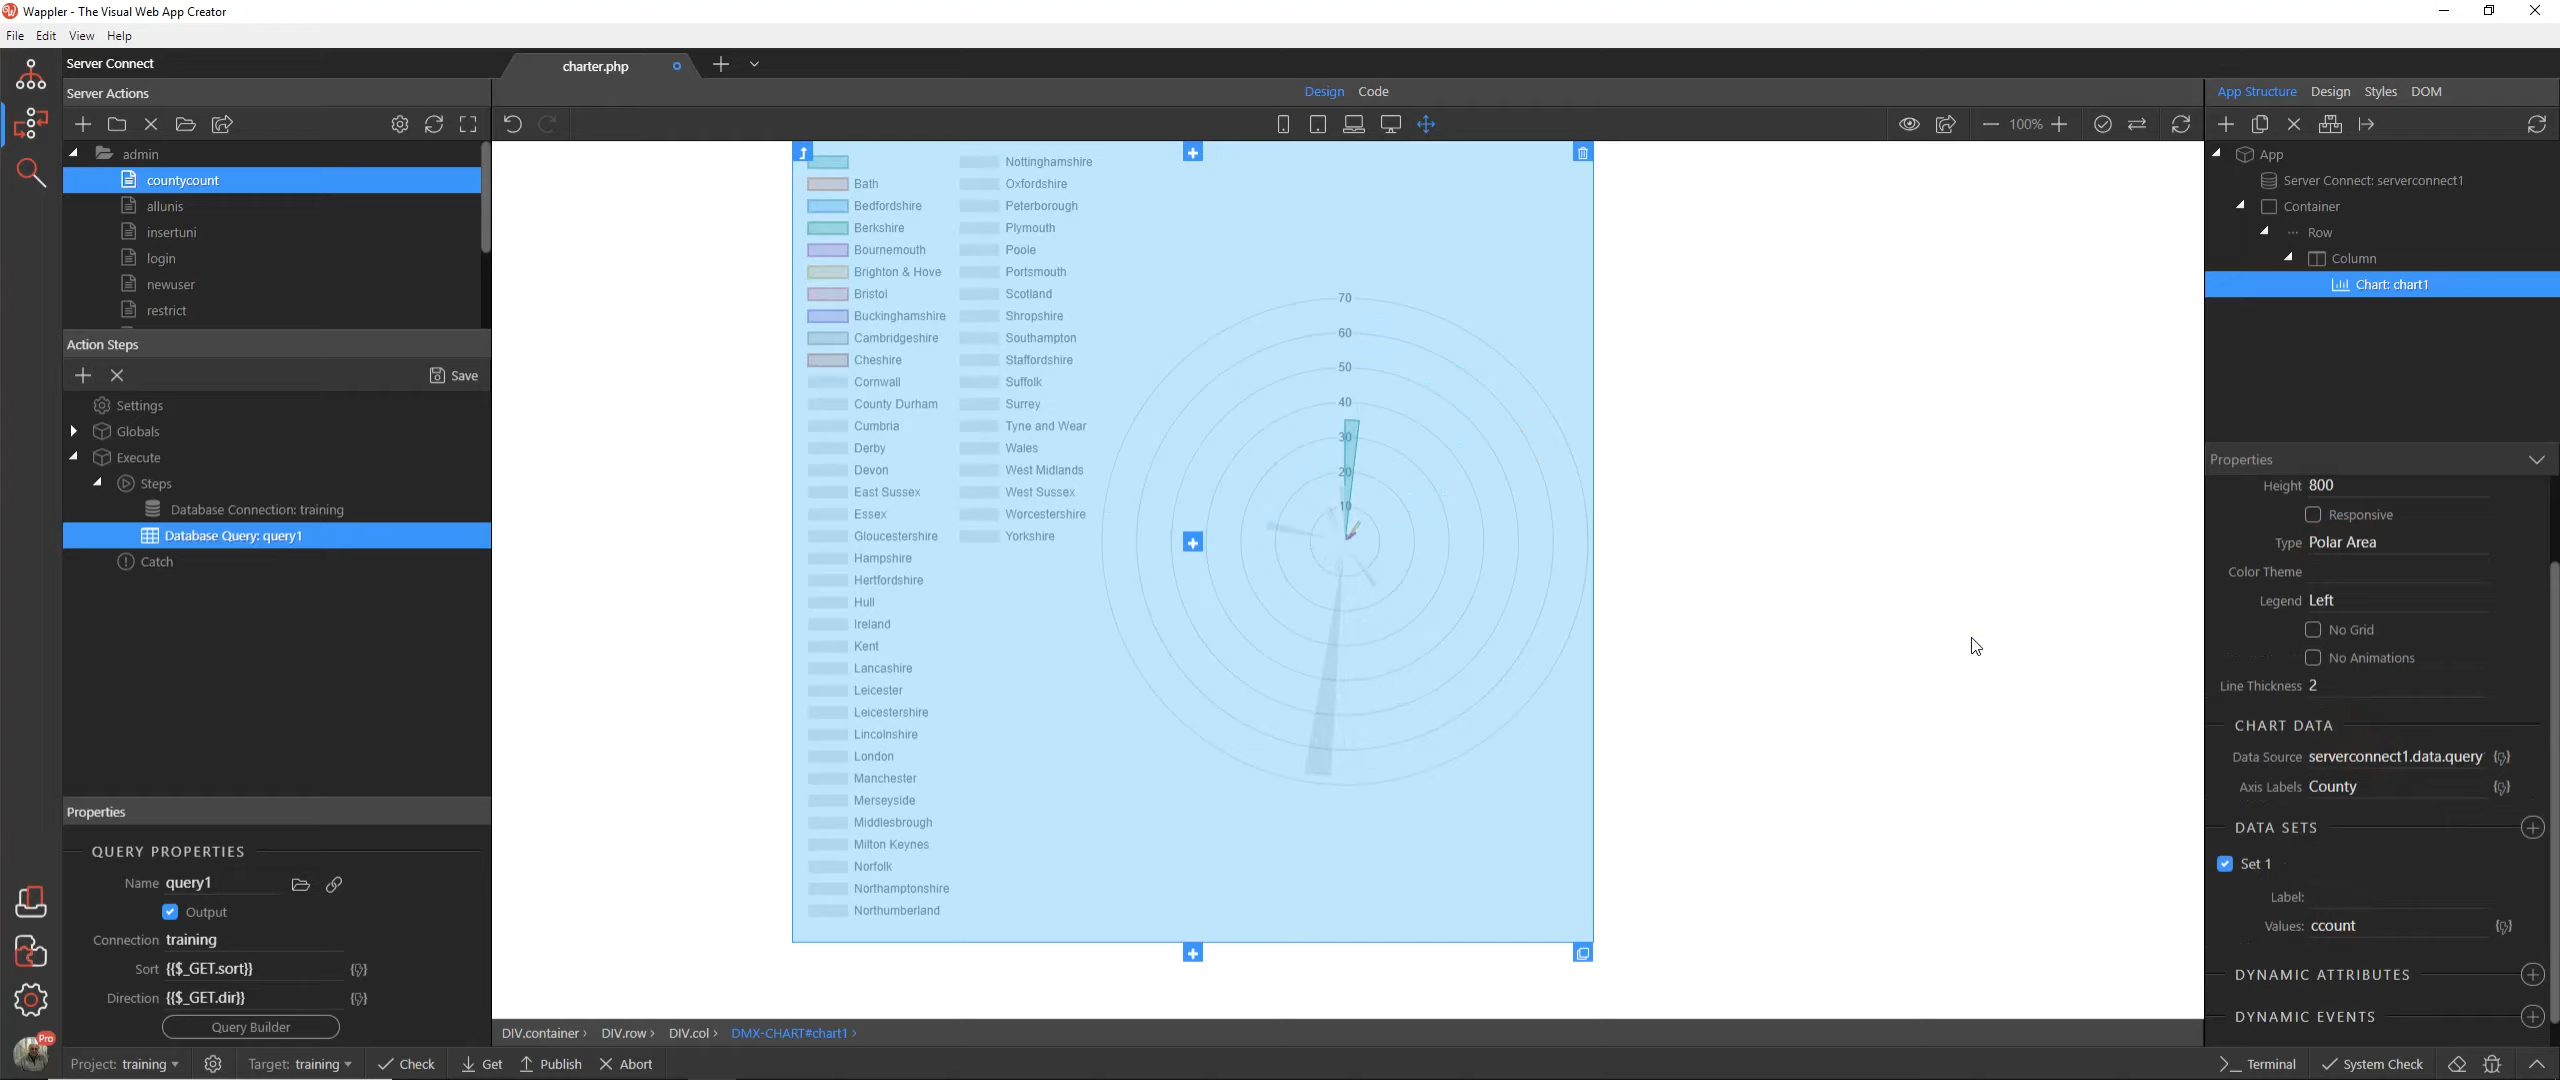 Wappler - The Visual Web App Creator
File Edit View Help
Server Connect
Server Actions
admin
countycount
allunis
insertuni
login
newuser
restrict
Action Steps
Save
Settings
Globals
Execute
Steps
Database Connection: training
Database Query: query1
Catch
Properties
QUERY PROPERTIES
Name query1
Output
Connection training
Sort {{$_GET.sort}}
Direction {{$_GET.dir}}
Query Builder
Pro
Project: training
Target: training
Check
Get
Publish
Abort
charter.php
Design Code
100%
Bath
Bedfordshire
Berkshire
Bournemouth
Brighton & Hove
Bristol
Buckinghamshire
Cambridgeshire
Cheshire
Cornwall
County Durham
Cumbria
Derby
Devon
East Sussex
Essex
Gloucestershire
Hampshire
Hertfordshire
Hull
Ireland
Kent
Lancashire
Leicester
Leicestershire
Lincolnshire
London
Manchester
Merseyside
Middlesbrough
Milton Keynes
Norfolk
Northamptonshire
Northumberland
Nottinghamshire
Oxfordshire
Peterborough
Plymouth
Poole
Portsmouth
Scotland
Shropshire
Southampton
Staffordshire
Suffolk
Surrey
Tyne and Wear
Wales
West Midlands
West Sussex
Worcestershire
Yorkshire
70
60
50
40
30
20
10
DIV.container › DIV.row › DIV.col › DMX-CHART#chart1 ›
App Structure Design Styles DOM
App
Server Connect: serverconnect1
Container
Row
Column
Chart: chart1
Properties
Height 800
Responsive
Type Polar Area
Color Theme
Legend Left
No Grid
No Animations
Line Thickness 2
CHART DATA
Data Source serverconnect1.data.query
Axis Labels County
DATA SETS
Set 1
Label:
Values: ccount
DYNAMIC ATTRIBUTES
DYNAMIC EVENTS
Terminal
System Check